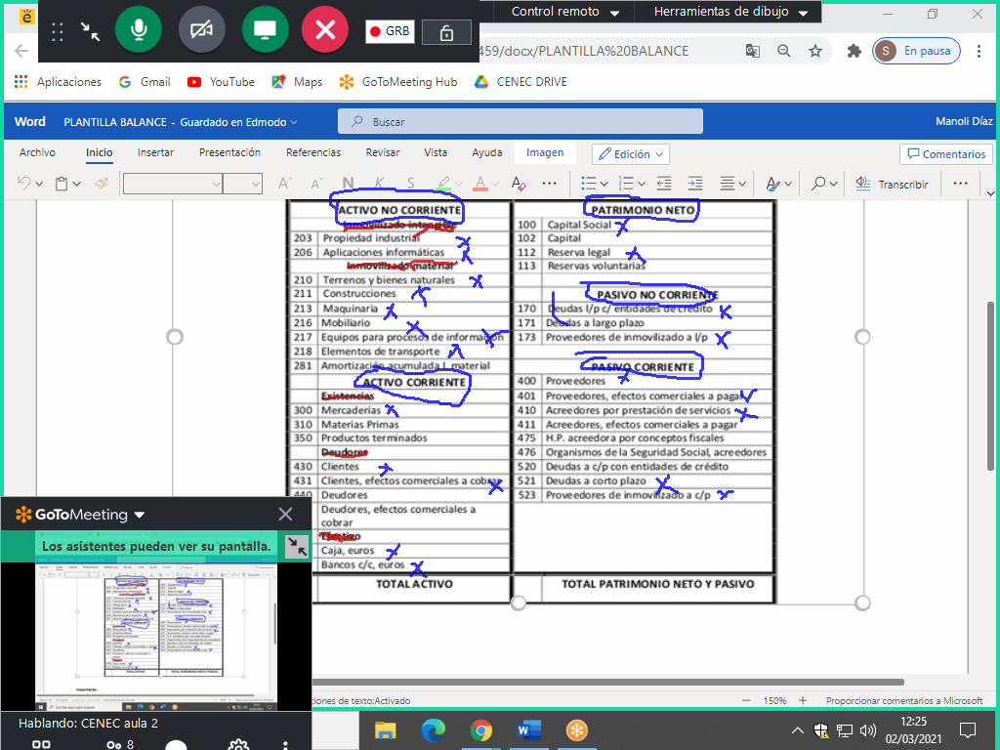 Control remoto
Herramientas de dibujo
GRB
459/docx/PLANTILLA%20BALANCE
S
En pausa
Aplicaciones
Gmail
YouTube
Maps
GoToMeeting Hub
CENEC DRIVE
Word
PLANTILLA BALANCE - Guardado en Edmodo
Buscar
Manoli Díaz
Archivo
Inicio
Insertar
Presentación
Referencias
Revisar
Vista
Ayuda
Imagen
Edición
Comentarios
N K S
Transcribir
ACTIVO NO CORRIENTE
Inmovilizado intangible
203 Propiedad industrial
206 Aplicaciones informáticas
Inmovilizado material
210 Terrenos y bienes naturales
211 Construcciones
213 Maquinaria
216 Mobiliario
217 Equipos para procesos de información
218 Elementos de transporte
281 Amortización acumulada I. material
ACTIVO CORRIENTE
Existencias
300 Mercaderías
310 Materias Primas
350 Productos terminados
Deudores
430 Clientes
431 Clientes, efectos comerciales a cobrar
440 Deudores
Deudores, efectos comerciales a
cobrar
Efectivo
Caja, euros
Bancos c/c, euros
TOTAL ACTIVO
PATRIMONIO NETO
100 Capital Social
102 Capital
112 Reserva legal
113 Reservas voluntarias
PASIVO NO CORRIENTE
170 Deudas l/p c/ entidades de crédito
171 Deudas a largo plazo
173 Proveedores de inmovilizado a l/p
PASIVO CORRIENTE
400 Proveedores
401 Proveedores, efectos comerciales a pagar
410 Acreedores por prestación de servicios
411 Acreedores, efectos comerciales a pagar
475 H.P. acreedora por conceptos fiscales
476 Organismos de la Seguridad Social, acreedores
520 Deudas a c/p con entidades de crédito
521 Deudas a corto plazo
523 Proveedores de inmovilizado a c/p
TOTAL PATRIMONIO NETO Y PASIVO
GoToMeeting
Los asistentes pueden ver su pantalla.
Hablando: CENEC aula 2
8
ciones de texto:Activado
150%
Proporcionar comentarios a Microsoft
12:25
02/03/2021